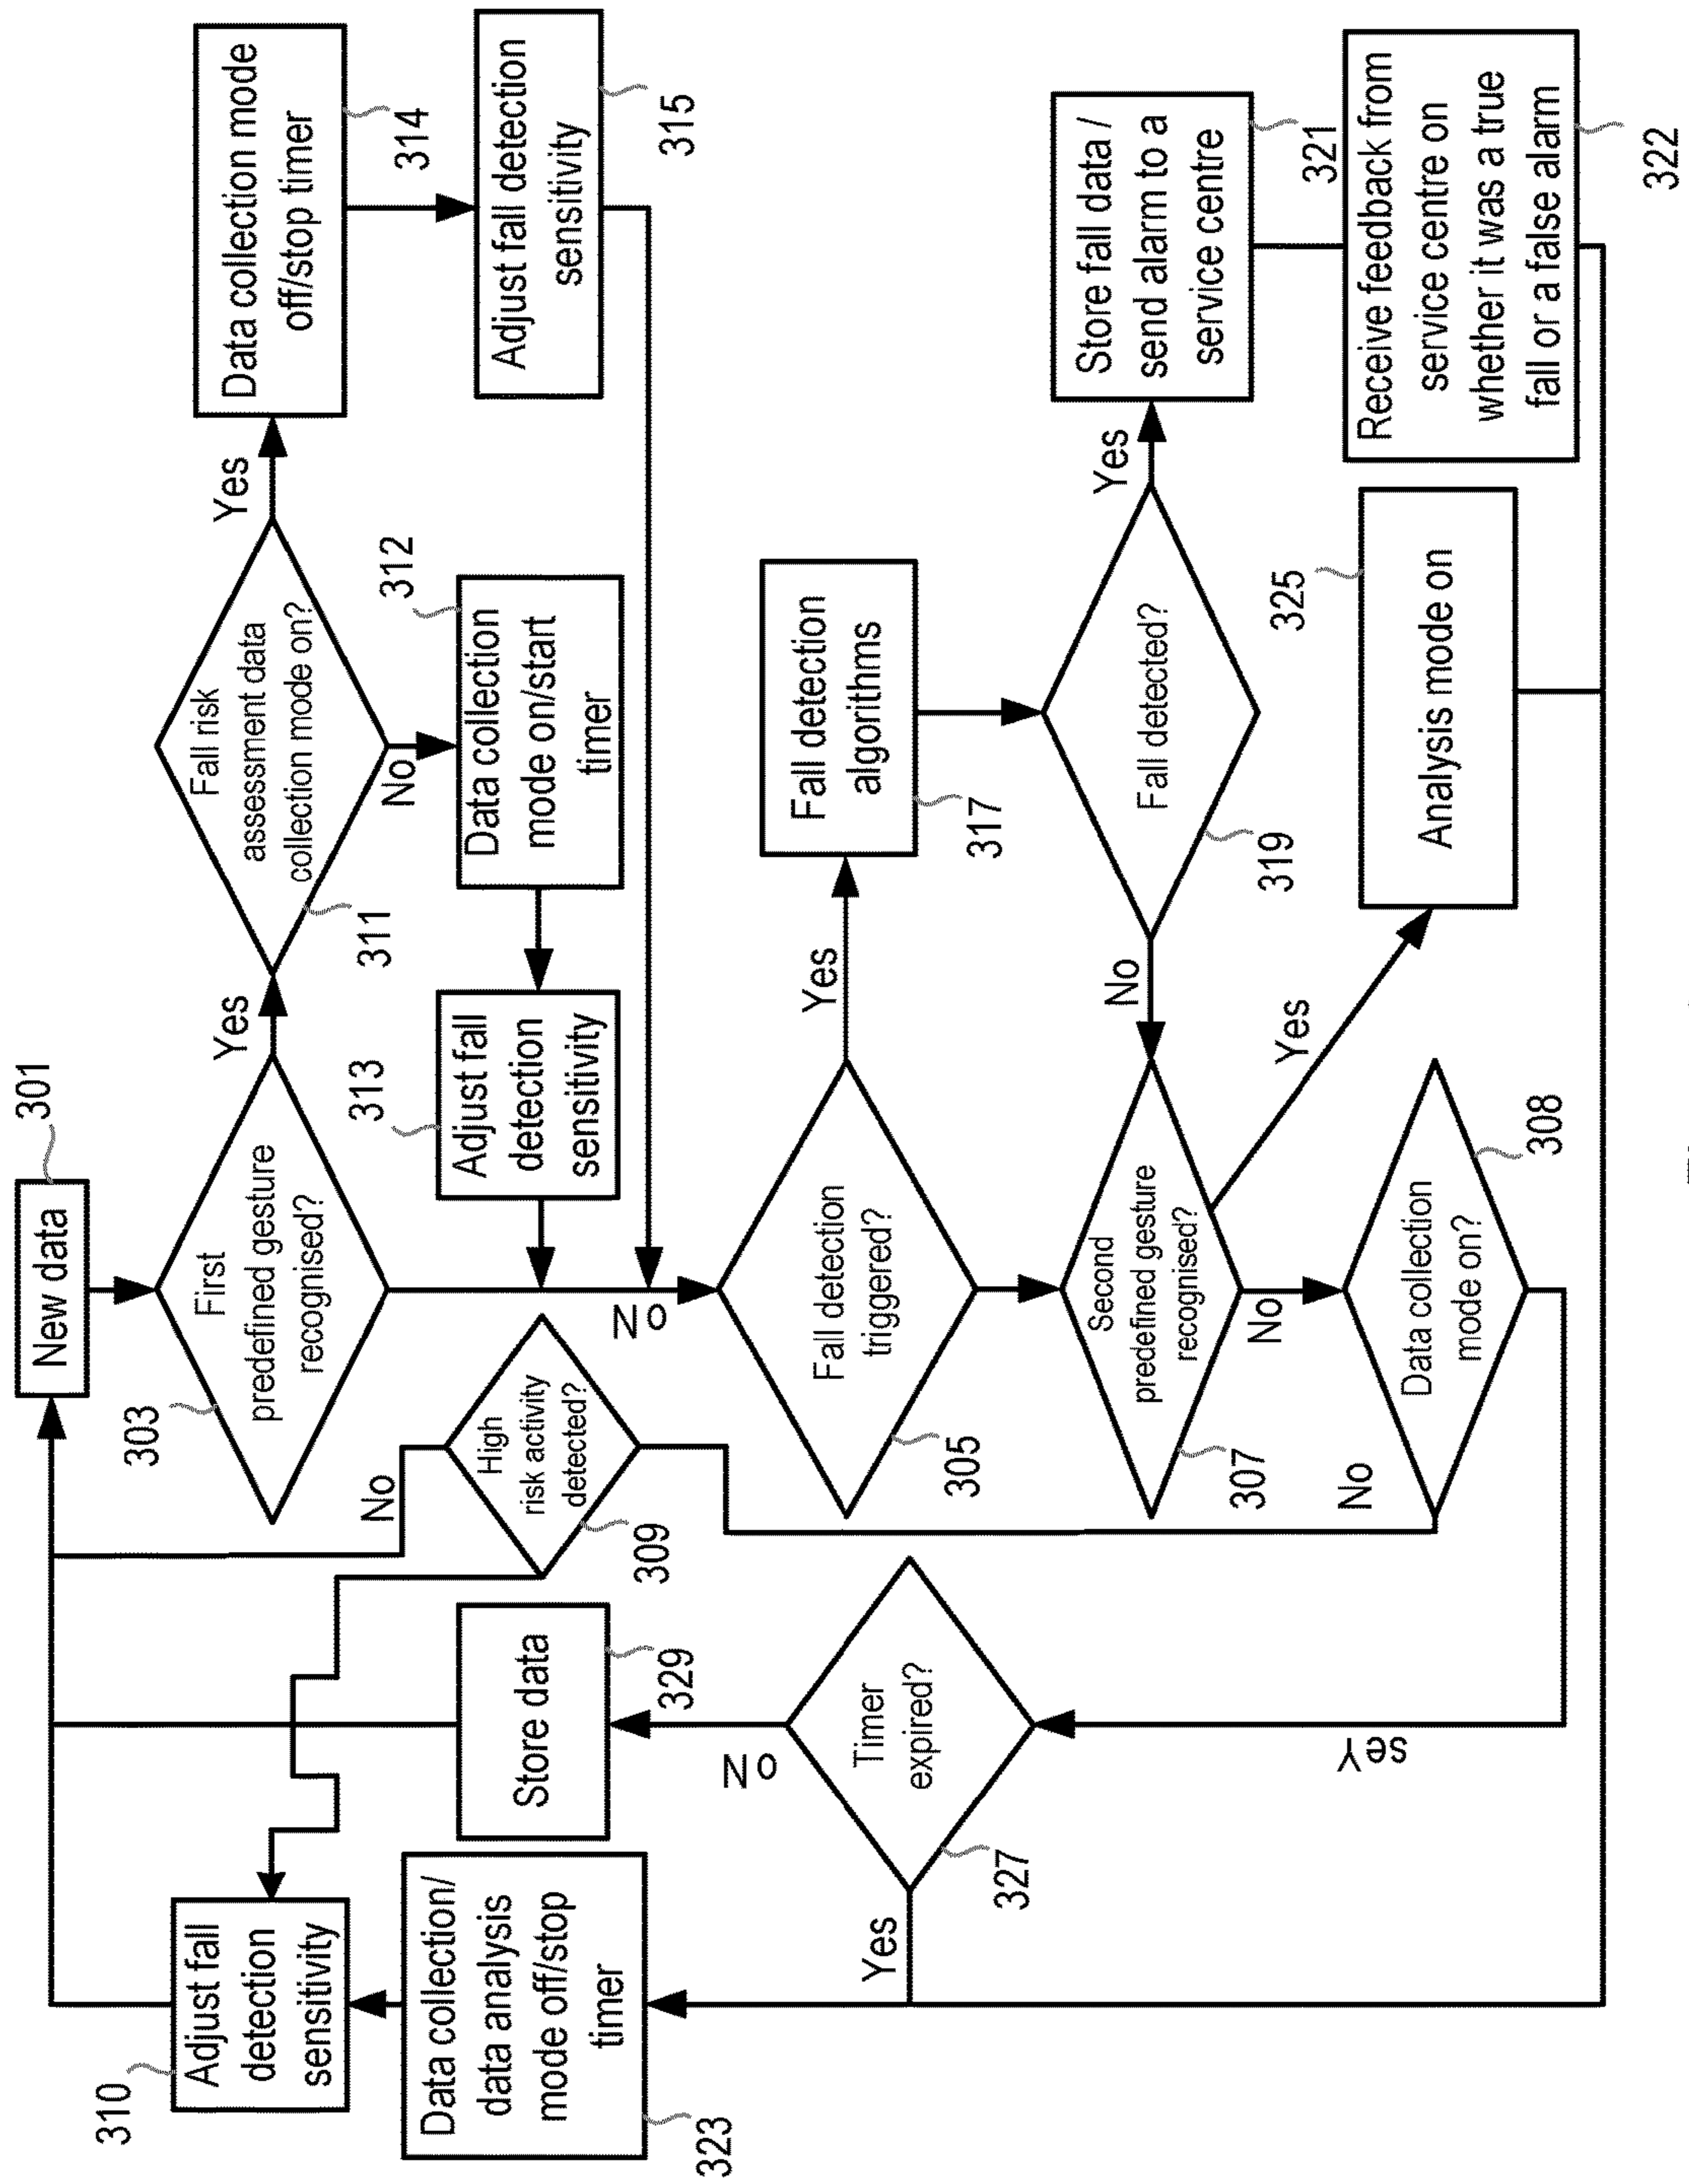 301
New data
303
First
predefined gesture
recognised?
Yes
Fall risk
assessment data
collection mode on?
311
Yes
Data collection mode
off/stop timer
314
Adjust fall detection
sensitivity
315
No
312
Data collection
mode on/start
timer
313
Adjust fall
detection
sensitivity
No
High
risk activity
detected?
309
No
310
Adjust fall
detection
sensitivity
323
Data collection/
data analysis
mode off/stop
timer
Store data
329
No
Timer
expired?
327
Yes
Yes
Fall detection
triggered?
305
Yes
Fall detection
algorithms
317
Fall detected?
319
Yes
Store fall data /
send alarm to a
service centre
321
Receive feedback from
service centre on
whether it was a true
fall or a false alarm
322
No
Second
predefined gesture
recognised?
307
Yes
325
Analysis mode on
No
Data collection
mode on?
308
No